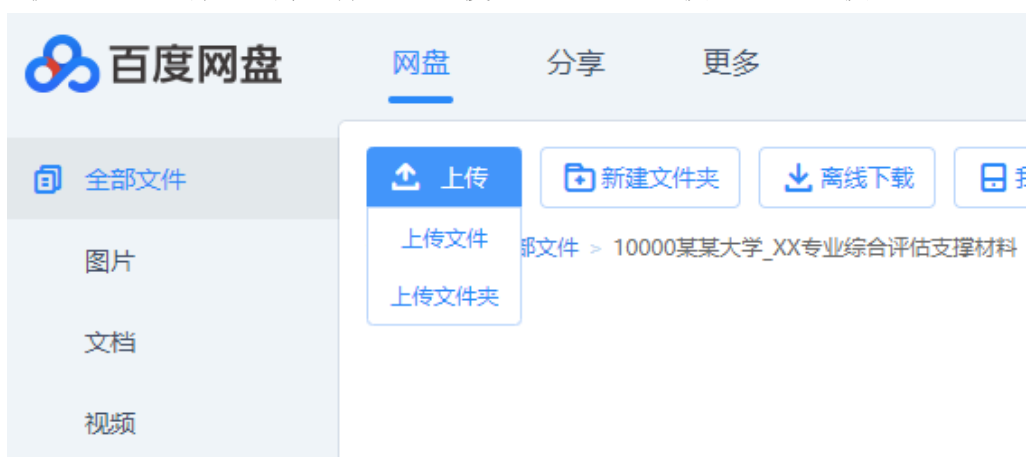 百度网盘
网盘 分享 更多
全部文件
图片
文档
视频
上传 新建文件夹 离线下载
上传文件
上传文件夹
部文件 > 10000某某大学_XX专业综合评估支撑材料